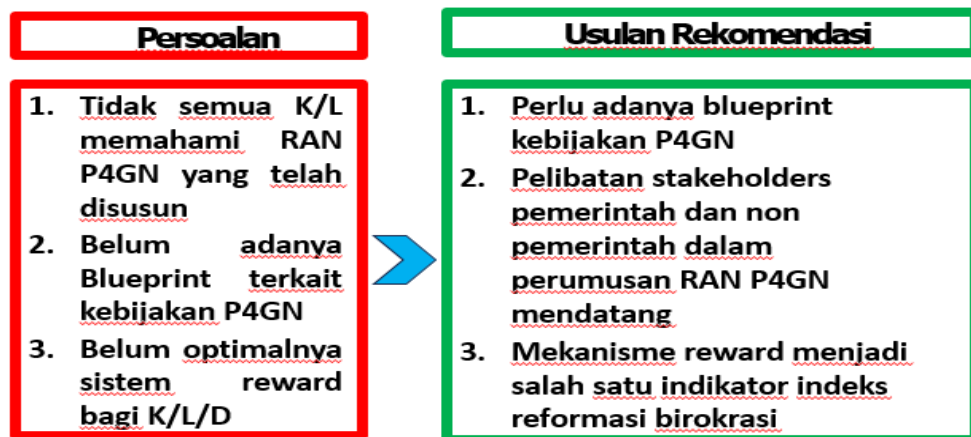 Persoalan
1. Tidak semua K/L
memahami RAN
P4GN yang telah
disusun
2. Belum adanya
Blueprint terkait
kebijakan P4GN
3. Belum optimalnya
sistem reward
bagi K/L/D
Usulan Rekomendasi
1. Perlu adanya blueprint
kebijakan P4GN
2. Pelibatan stakeholders
pemerintah dan non
pemerintah dalam
perumusan RAN P4GN
mendatang
3. Mekanisme reward menjadi
salah satu indikator indeks
reformasi birokrasi